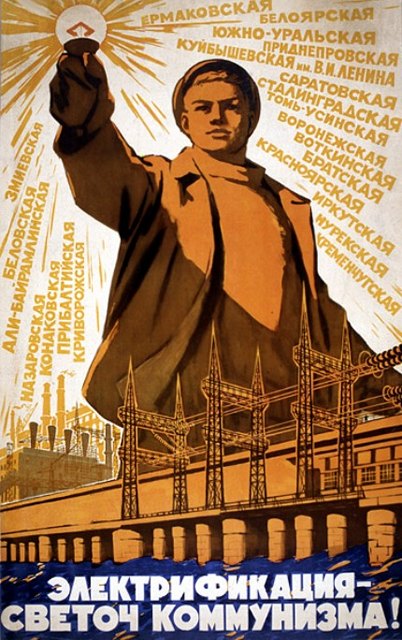 ЕРМАКОВСКАЯ
БЕЛОЯРСКАЯ
ЮЖНО-УРАЛЬСКАЯ
ПРИДНЕПРОВСКАЯ
КУЙБЫШЕВСКАЯ им. В.И. ЛЕНИНА
САРАТОВСКАЯ
СТАЛИНГРАДСКАЯ
ТОМЬ-УСИНСКАЯ
ВОРОНЕЖСКАЯ
ВОТКИНСКАЯ
БРАТСКАЯ
КРАСНОЯРСКАЯ
ИРКУТСКАЯ
НУРЕКСКАЯ
КРЕМЕНЧУГСКАЯ
ЗМИЕВСКАЯ
БЕЛОВСКАЯ
АЛИ-БАЙРАМЛИНСКАЯ
НАЗАРОВСКАЯ
КОНАКОВСКАЯ
ПРИБАЛТИЙСКАЯ
КРИВОРОЖСКАЯ
ЭЛЕКТРИФИКАЦИЯ-
СВЕТОЧ КОММУНИЗМА!